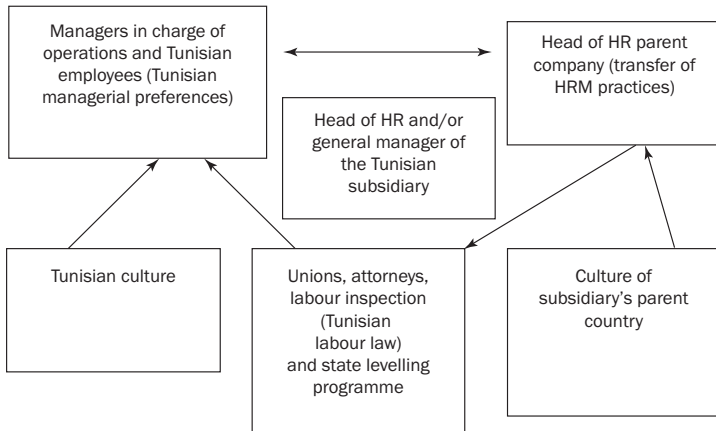 Managers in charge of
operations and Tunisian
employees (Tunisian
managerial preferences)
Head of HR parent
company (transfer of
HRM practices)
Head of HR and/or
general manager of
the Tunisian
subsidiary
Tunisian culture
Unions, attorneys,
labour inspection
(Tunisian
labour law)
and state levelling
programme
Culture of
subsidiary's parent
country